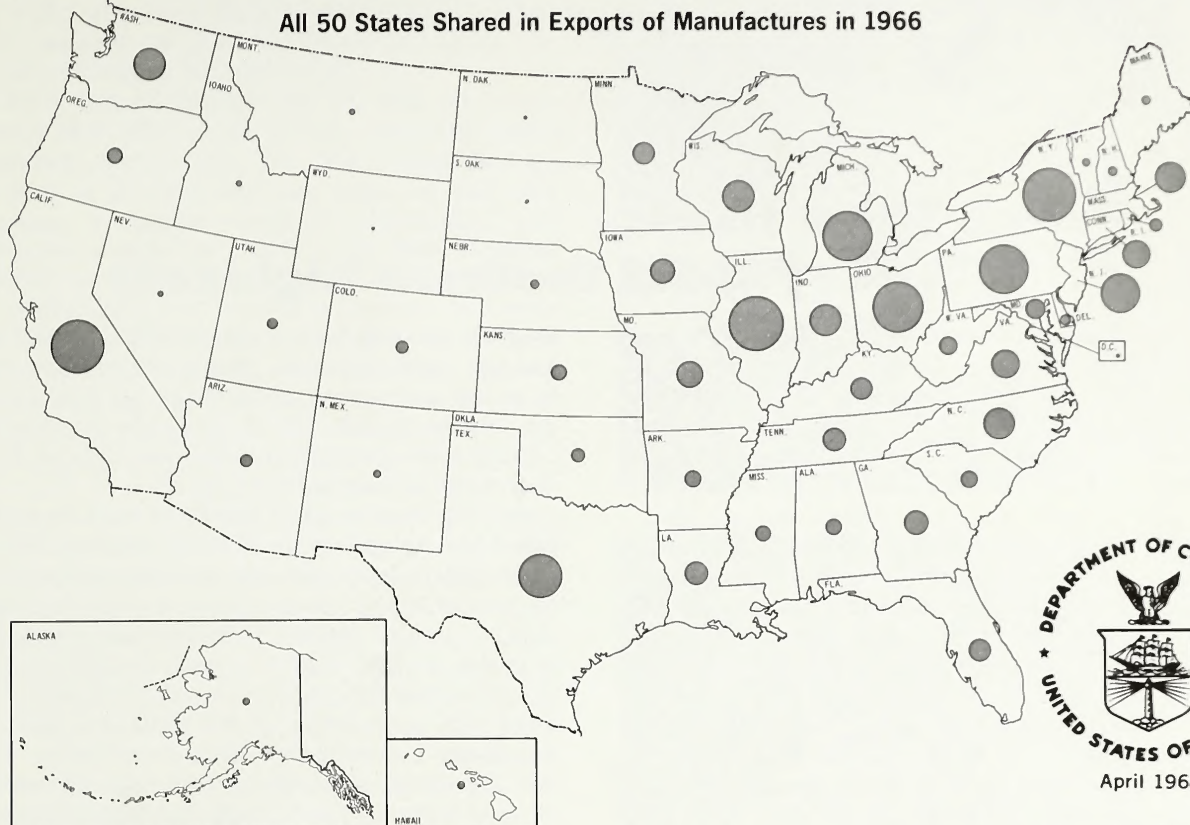 All 50 States Shared in Exports of Manufactures in 1966
WASH
MONT.
N. DAK.
MINN.
MAINE
IOAHO
OREG.
WIS.
MICH.
N. Y.
VT.
N. H.
S. OAK.
WYO.
MASS.
CALIF.
NEV.
UTAH
NEBR.
IOWA
CONN.
R. I.
PA.
ILL.
IND.
OHIO
N. J.
COLO.
KANS.
MO.
W. VA.
MD.
VA.
DEL.
KY.
D.C.
ARIZ.
N. MEX.
OKLA.
TEX.
ARK.
TENN.
N. C.
S. C.
MISS.
ALA.
GA.
LA.
FLA.
ALASKA
HAWAII
★ DEPARTMENT OF C
UNITED STATES OF
April 196